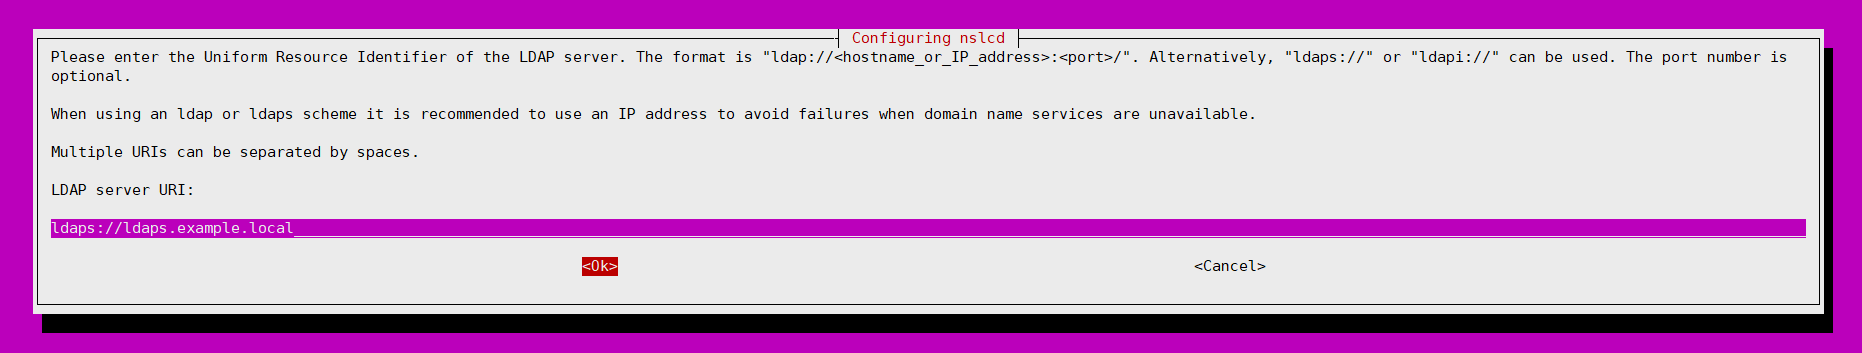 Configuring nslcd
Please enter the Uniform Resource Identifier of the LDAP server. The format is "ldap://<hostname_or_IP_address>:<port>/". Alternatively, "ldaps://" or "ldapi://" can be used. The port number is
optional.
When using an ldap or ldaps scheme it is recommended to use an IP address to avoid failures when domain name services are unavailable.
Multiple URIs can be separated by spaces.
LDAP server URI:
ldaps://ldaps.example.local
<Ok> <Cancel>